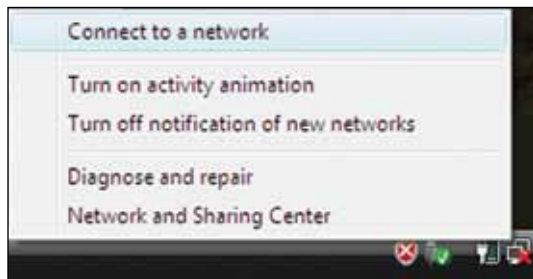 Connect to a network
Turn on activity animation
Turn off notification of new networks
Diagnose and repair
Network and Sharing Center